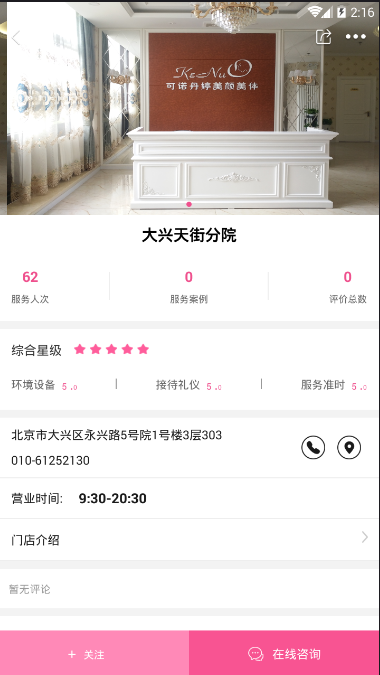 2:16
KeNu
可诺丹婷美颜美体
大兴天街分院
62 0 0
服务人次 服务案例 评价总数
综合星级
环境设备 5.0 | 接待礼仪 5.0 | 服务准时 5.0
北京市大兴区永兴路5号院1号楼3层303
010-61252130
营业时间: 9:30-20:30
门店介绍
暂无评论
+ 关注 在线咨询